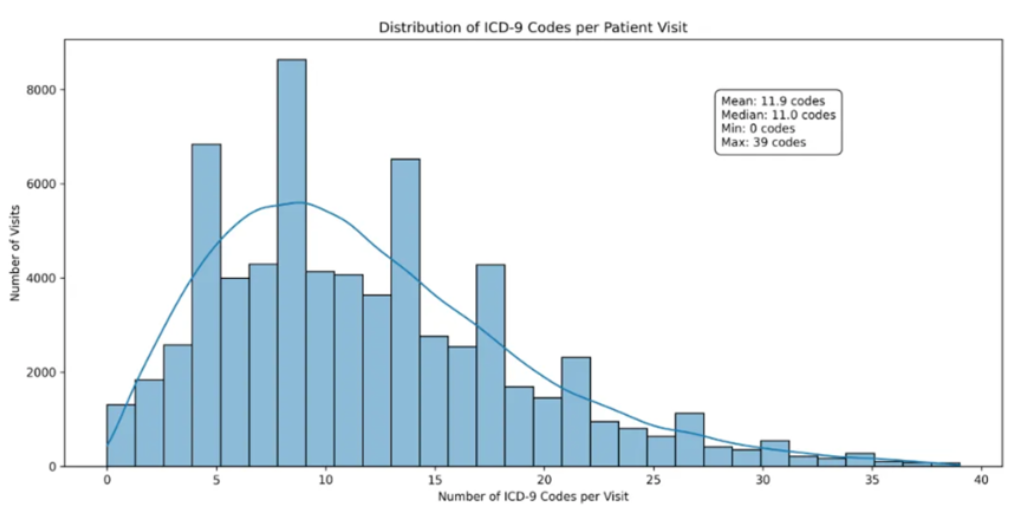 Distribution of ICD-9 Codes per Patient Visit
Mean: 11.9 codes
Median: 11.0 codes
Min: 0 codes
Max: 39 codes
Number of Visits
8000
6000
4000
2000
0
0 5 10 15 20 25 30 35 40
Number of ICD-9 Codes per Visit